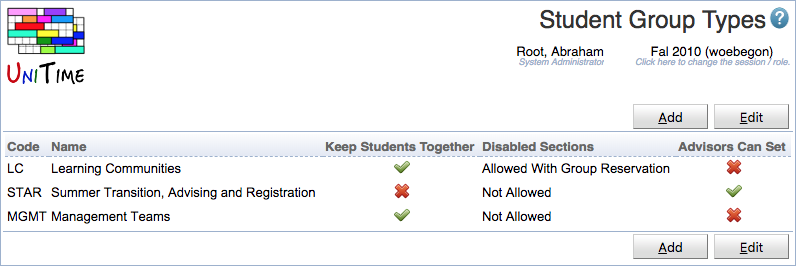 UniTime
Student Group Types ?
Root, Abraham Fal 2010 (woebegon)
System Administrator Click here to change the session / role.
Add Edit
Code Name Keep Students Together Disabled Sections Advisors Can Set
LC Learning Communities Allowed With Group Reservation
STAR Summer Transition, Advising and Registration Not Allowed
MGMT Management Teams Not Allowed
Add Edit